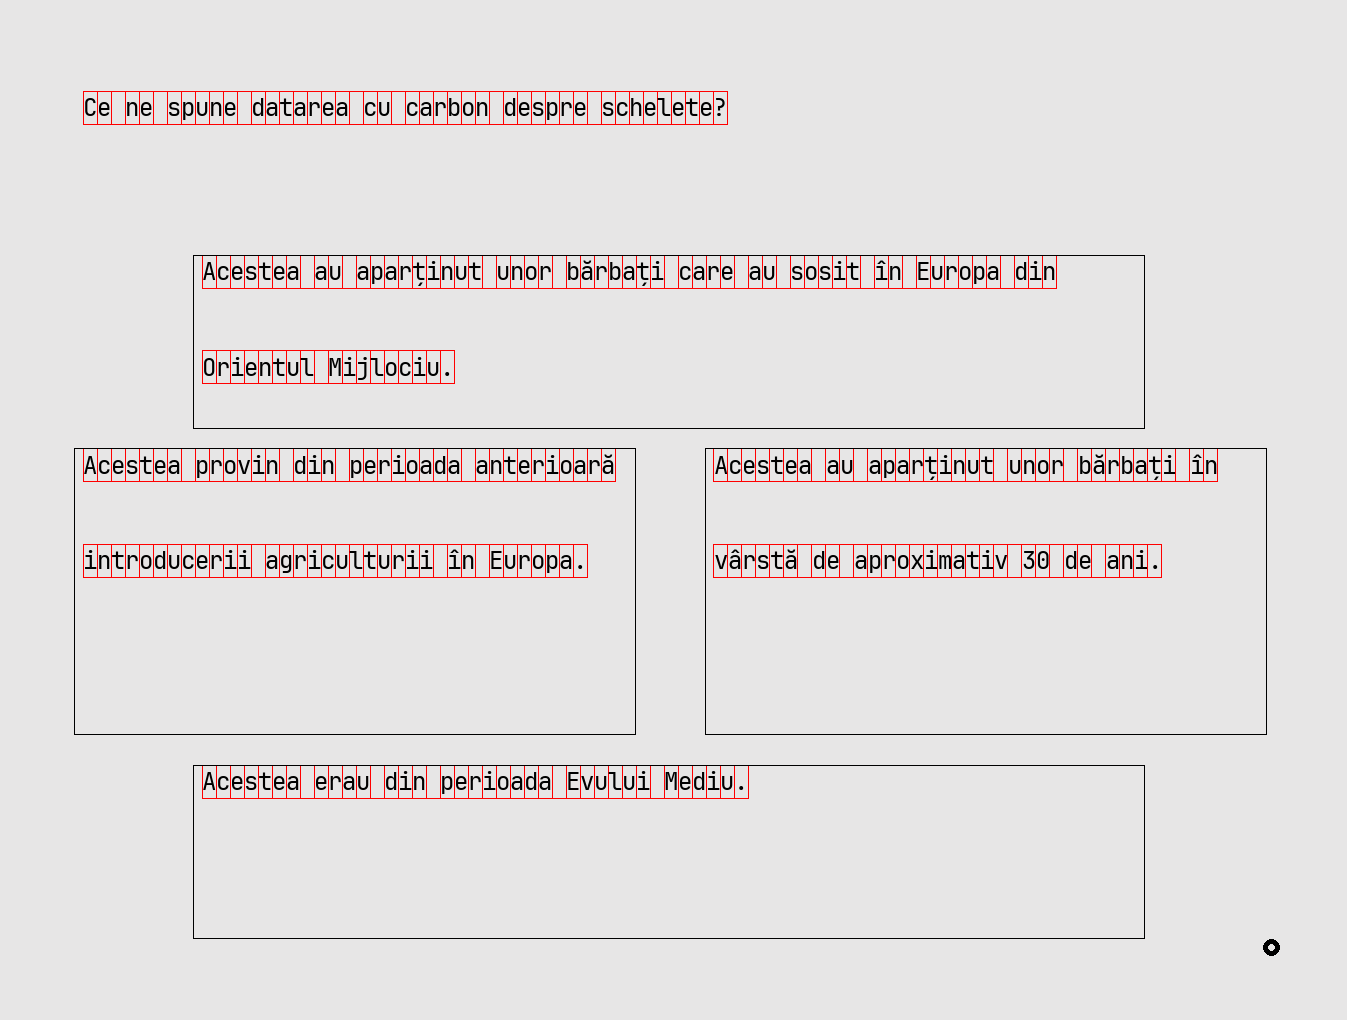 Ce ne spune datarea cu carbon despre schelete?
Acestea au aparținut unor bărbați care au sosit în Europa din
Orientul Mijlociu.
Acestea provin din perioada anterioară
introducerii agriculturii în Europa.
Acestea au aparținut unor bărbați în
vârstă de aproximativ 30 de ani.
Acestea erau din perioada Evului Mediu.